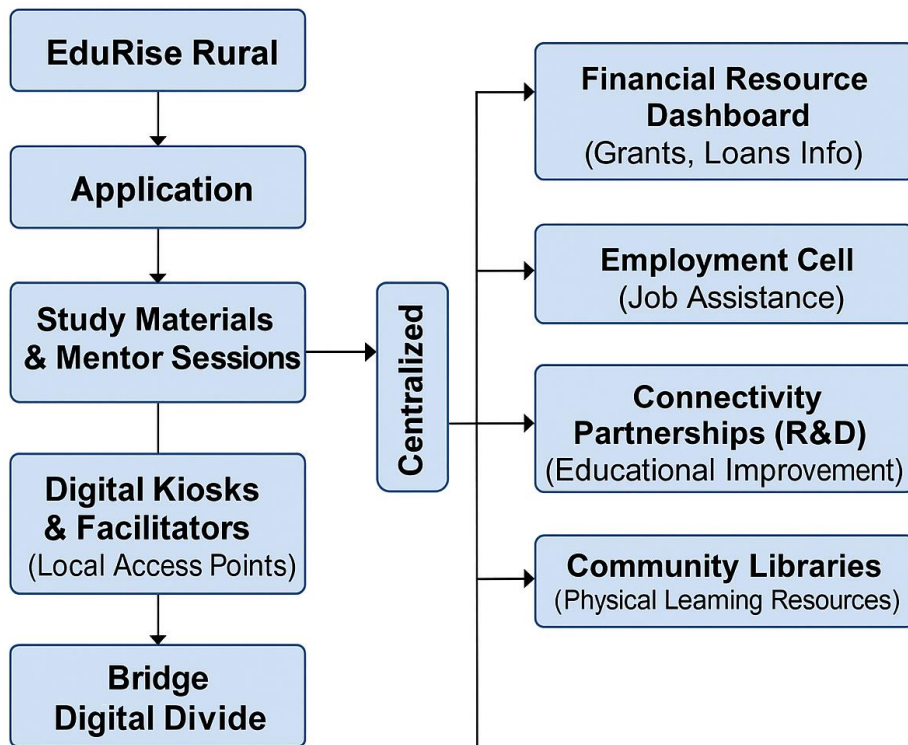 EduRise Rural
Application
Study Materials
& Mentor Sessions
Digital Kiosks
& Facilitators
(Local Access Points)
Bridge
Digital Divide
Centralized
Financial Resource
Dashboard
(Grants, Loans Info)
Employment Cell
(Job Assistance)
Connectivity
Partnerships (R&D)
(Educational Improvement)
Community Libraries
(Physical Learning Resources)